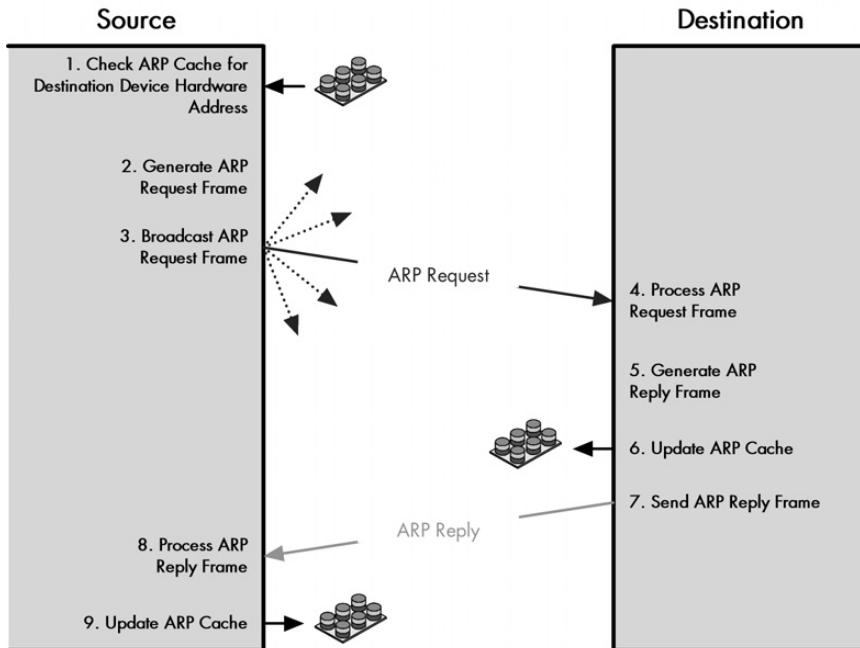 Source
Destination
1. Check ARP Cache for
Destination Device Hardware
Address
2. Generate ARP
Request Frame
3. Broadcast ARP
Request Frame
ARP Request
4. Process ARP
Request Frame
5. Generate ARP
Reply Frame
6. Update ARP Cache
7. Send ARP Reply Frame
ARP Reply
8. Process ARP
Reply Frame
9. Update ARP Cache